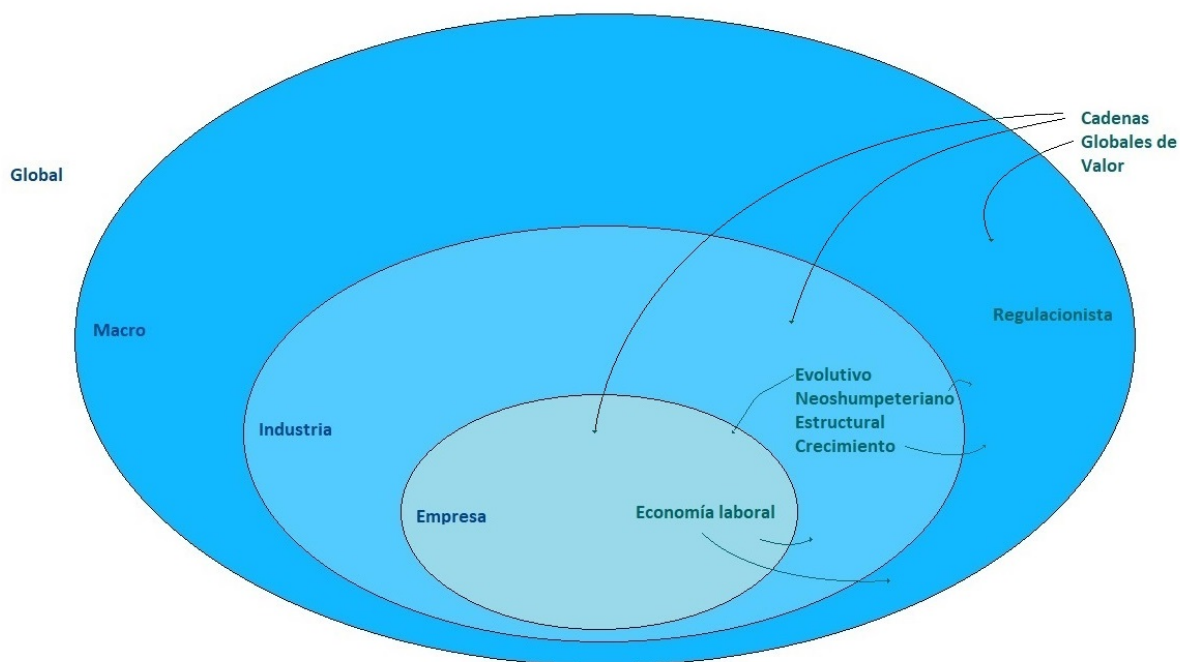 Cadenas
Globales de
Valor
Global
Regulacionista
Macro
Evolutivo
Neoshumpeteriano
Estructural
Crecimiento
Industria
Empresa
Economía laboral